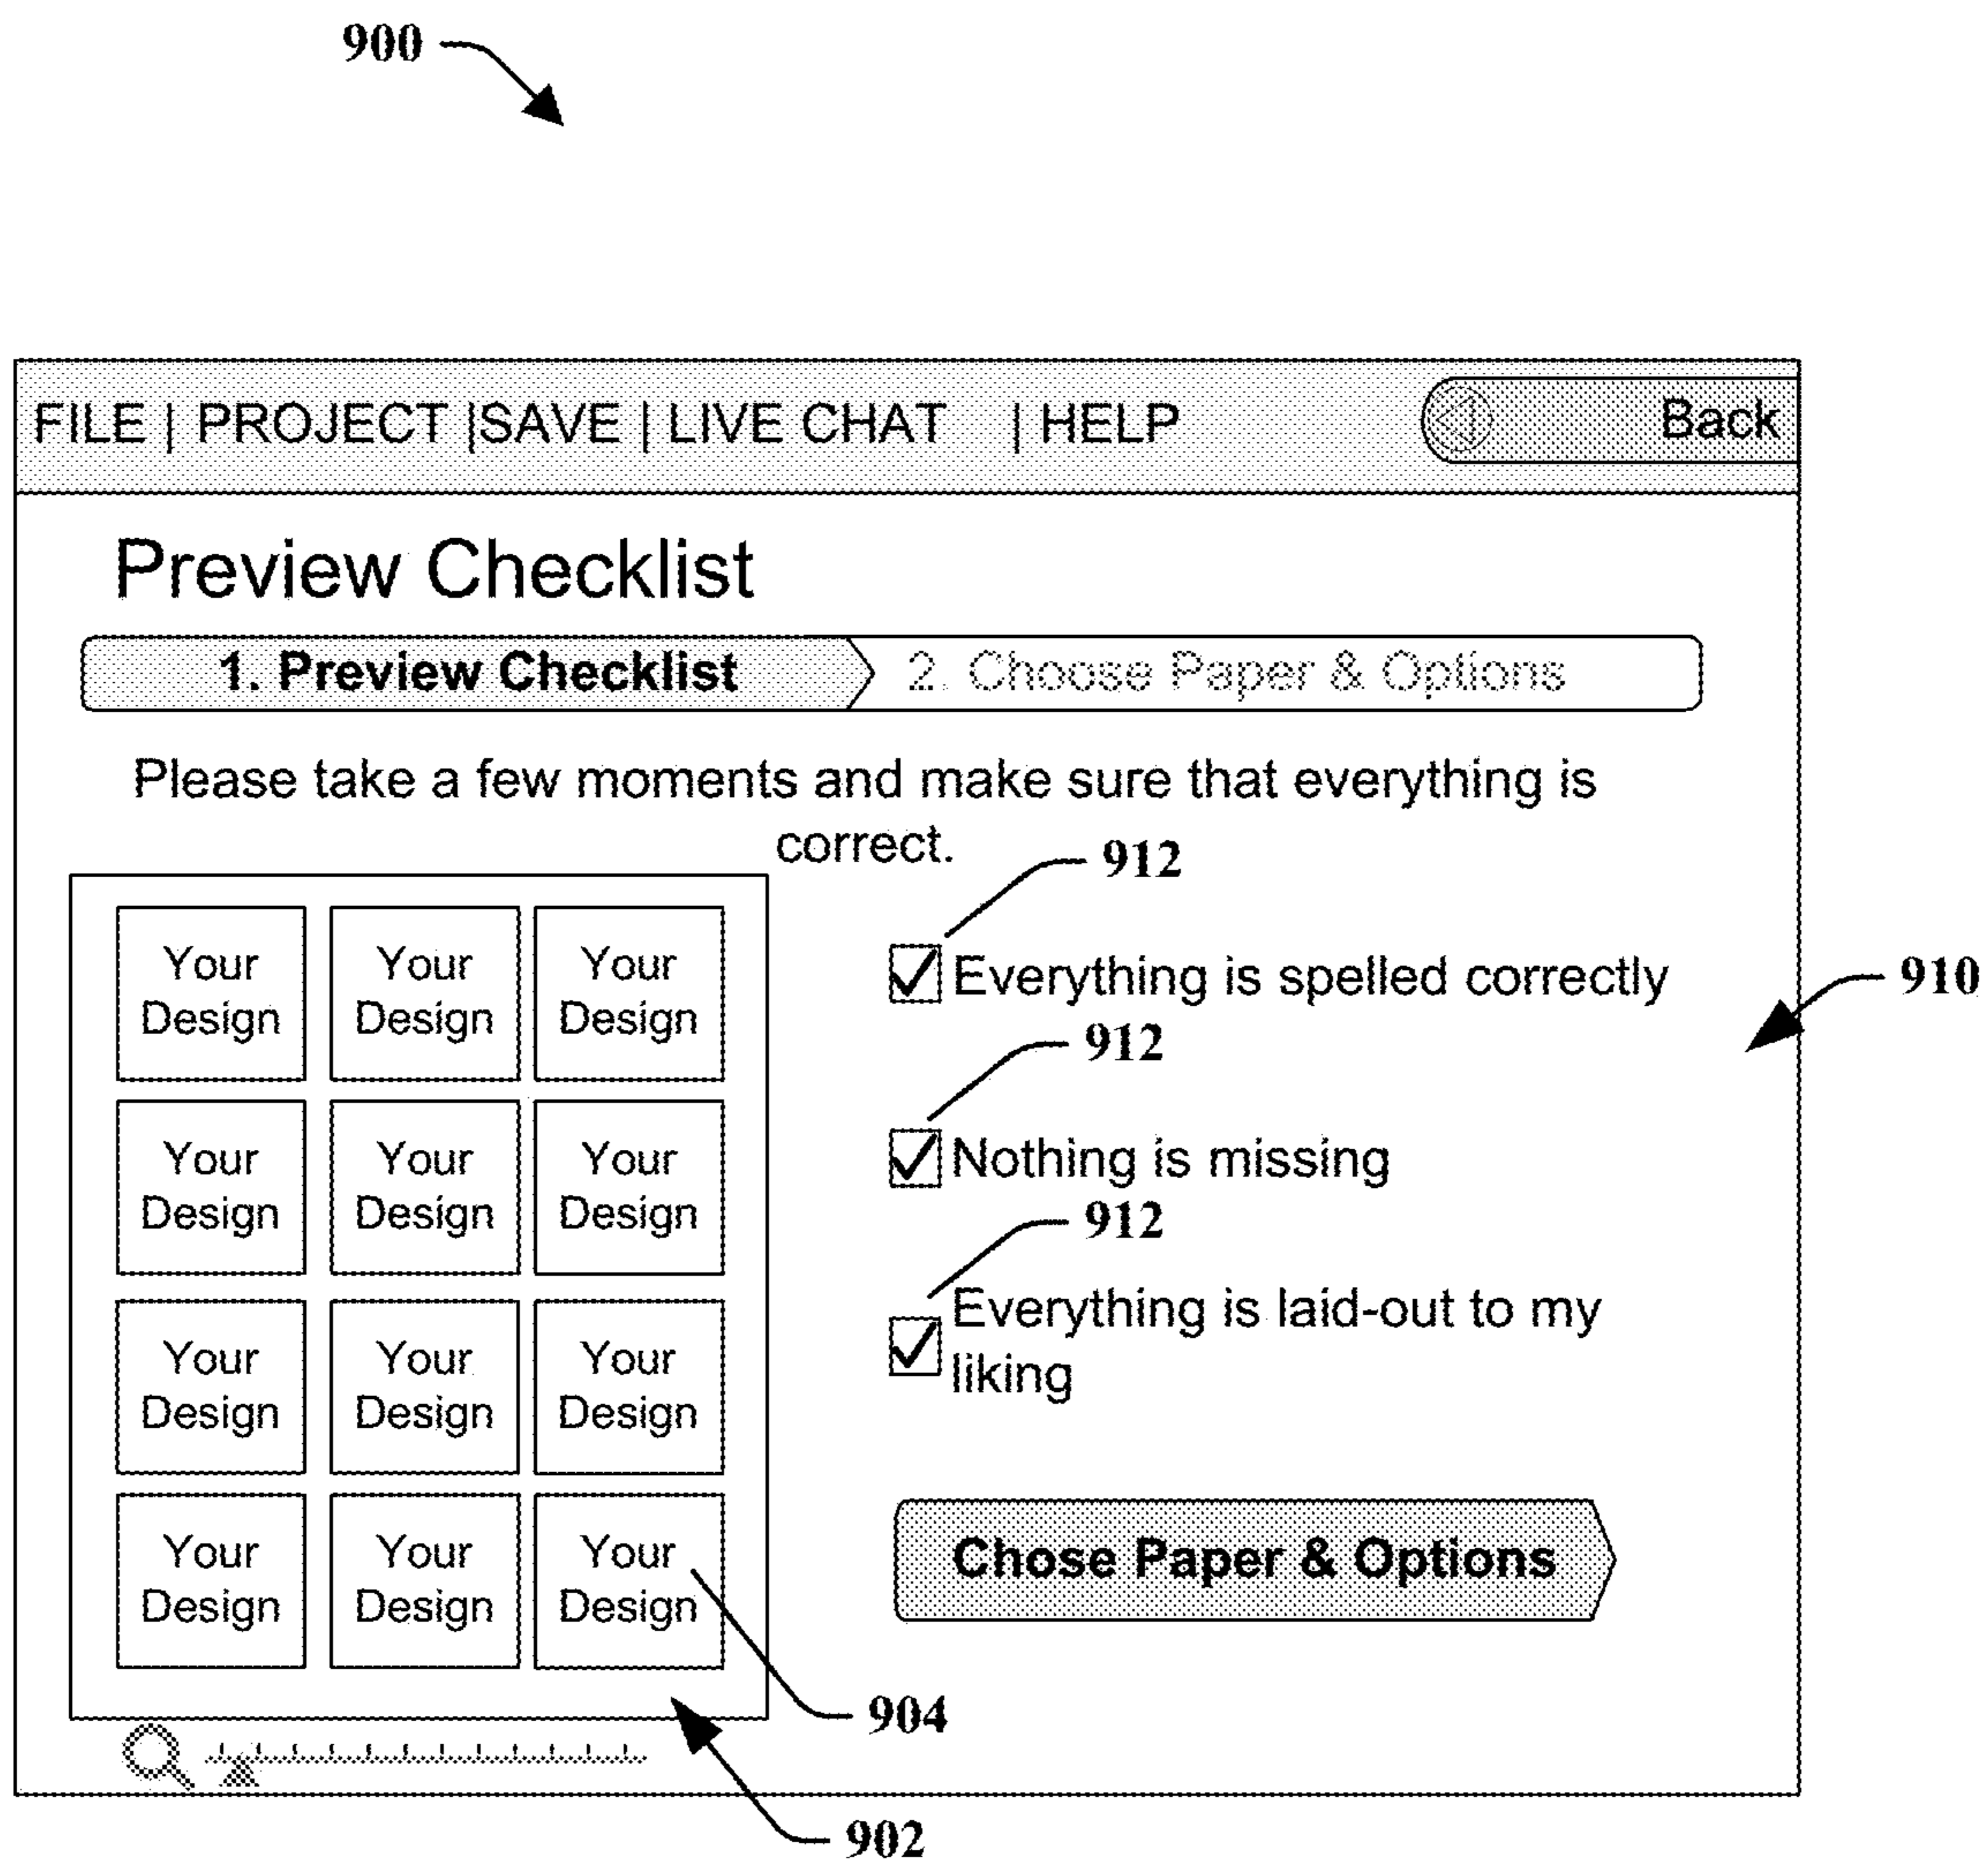 900
FILE | PROJECT |SAVE | LIVE CHAT | HELP
Back
Preview Checklist
1. Preview Checklist
2. Choose Paper & Options
Please take a few moments and make sure that everything is
correct.
912
Your
Design
Your
Design
Your
Design
Everything is spelled correctly
910
912
Your
Design
Your
Design
Your
Design
Nothing is missing
912
Your
Design
Your
Design
Your
Design
Everything is laid-out to my
liking
Your
Design
Your
Design
Your
Design
Chose Paper & Options
904
902